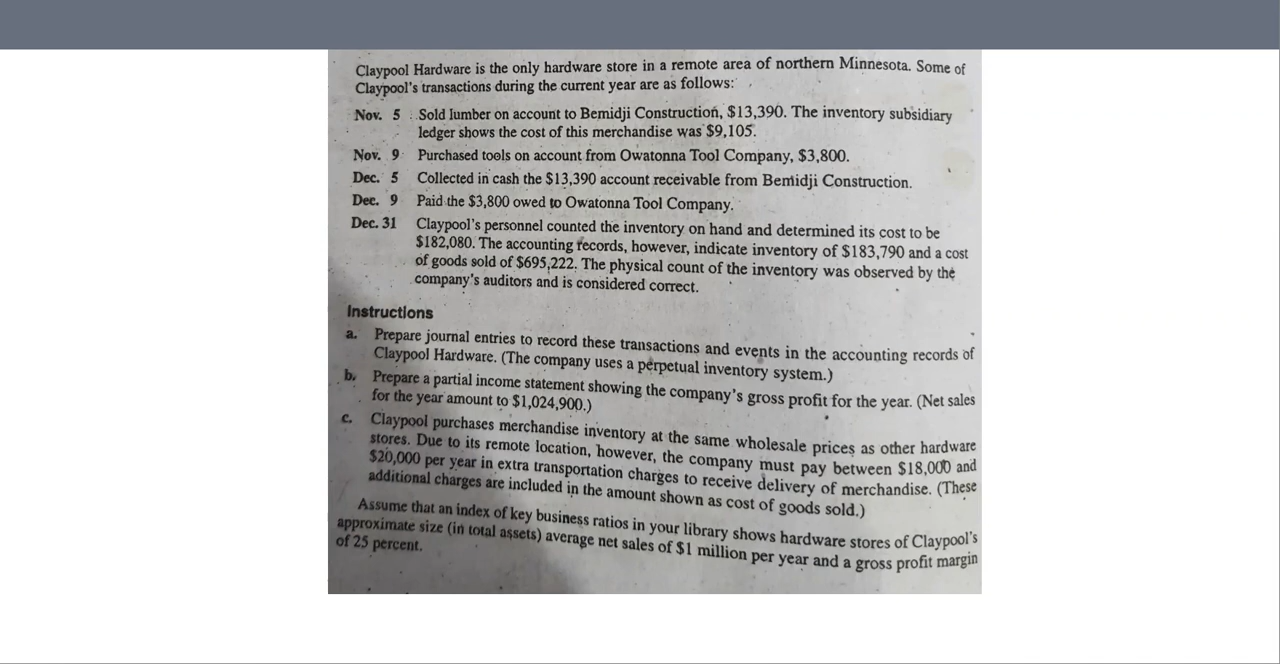 Claypool Hardware is the only hardware store in a remote area of northern Minnesota. Some of
Claypool's transactions during the current year are as follows:
Nov. 5 Sold lumber on account to Bemidji Construction, $13,390. The inventory subsidiary
ledger shows the cost of this merchandise was $9,105.
Nov. 9 Purchased tools on account from Owatonna Tool Company, $3,800.
Dec. 5 Collected in cash the $13,390 account receivable from Bemidji Construction.
Dec. 9 Paid the $3,800 owed to Owatonna Tool Company.
Dec. 31 Claypool's personnel counted the inventory on hand and determined its cost to be
$182,080. The accounting records, however, indicate inventory of $183,790 and a cost
of goods sold of $695,222. The physical count of the inventory was observed by the
company's auditors and is considered correct.
Instructions
a. Prepare journal entries to record these transactions and events in the accounting records of
Claypool Hardware. (The company uses a perpetual inventory system.)
b. Prepare a partial income statement showing the company's gross profit for the year. (Net sales
for the year amount to $1,024,900.)
c. Claypool purchases merchandise inventory at the same wholesale prices as other hardware
stores. Due to its remote location, however, the company must pay between $18,000 and
$20,000 per year in extra transportation charges to receive delivery of merchandise. (These
additional charges are included in the amount shown as cost of goods sold.)
Assume that an index of key business ratios in your library shows hardware stores of Claypool's
approximate size (in total assets) average net sales of $1 million per year and a gross profit margin
of 25 percent.